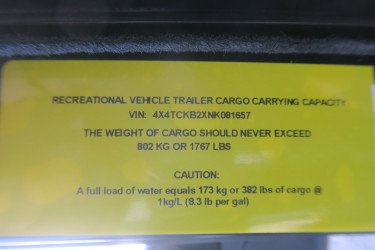 RECREATIONAL VEHICLE TRAILER CARGO CARRYING CAPACITY
VIN: 4X4TCKB2XNK081657
THE WEIGHT OF CARGO SHOULD NEVER EXCEED
802 KG OR 1767 LBS
CAUTION:
A full load of water equals 173 kg or 382 lbs of cargo @
1kg/L (8.3 lb per gal)